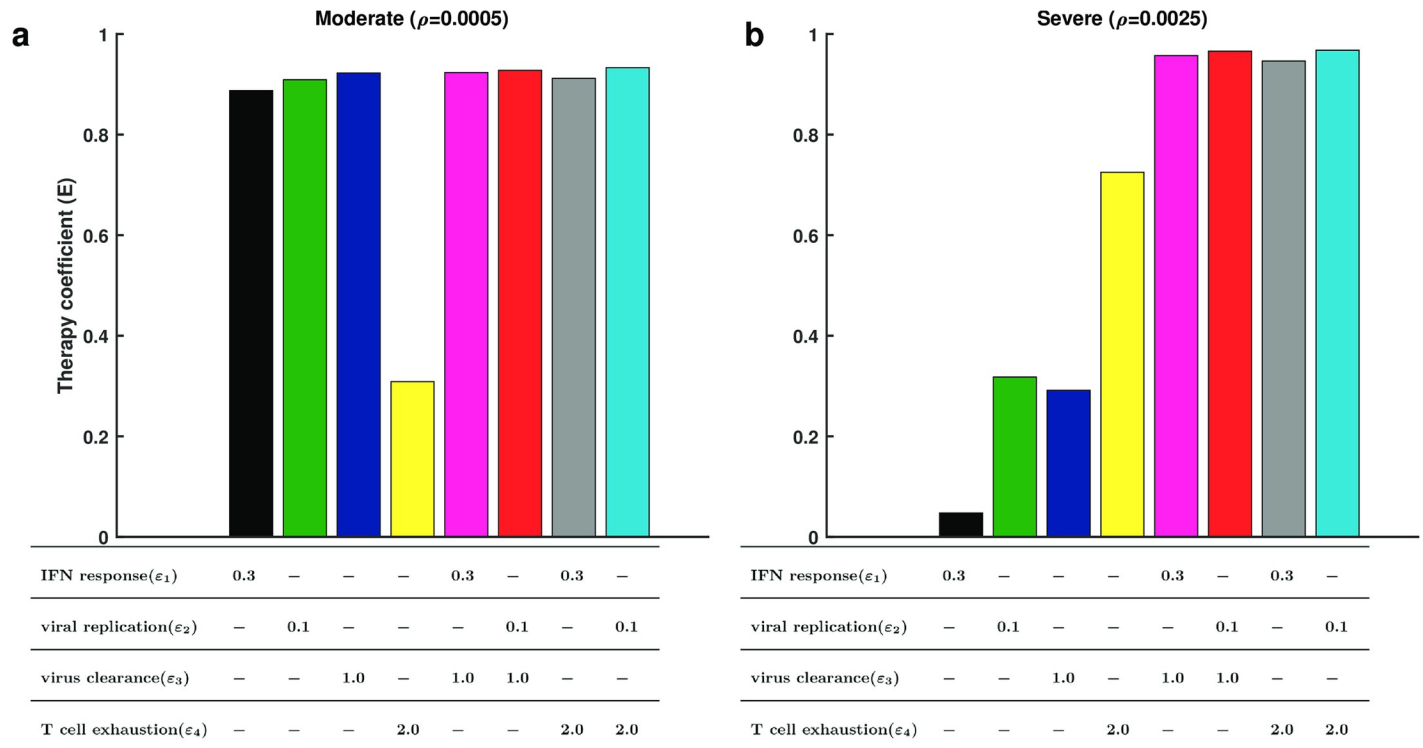 a
Moderate (ρ=0.0005)
Therapy coefficient (E)
1
0.8
0.6
0.4
0.2
0
IFN response(ε₁) 0.3 – – – 0.3 – 0.3 –
viral replication(ε₂) – 0.1 – – – 0.1 – 0.1
virus clearance(ε₃) – – 1.0 – 1.0 1.0 – –
T cell exhaustion(ε₄) – – – 2.0 – – 2.0 2.0
b
Severe (ρ=0.0025)
1
0.8
0.6
0.4
0.2
0
IFN response(ε₁) 0.3 – – – 0.3 – 0.3 –
viral replication(ε₂) – 0.1 – – – 0.1 – 0.1
virus clearance(ε₃) – – 1.0 – 1.0 1.0 – –
T cell exhaustion(ε₄) – – – 2.0 – – 2.0 2.0